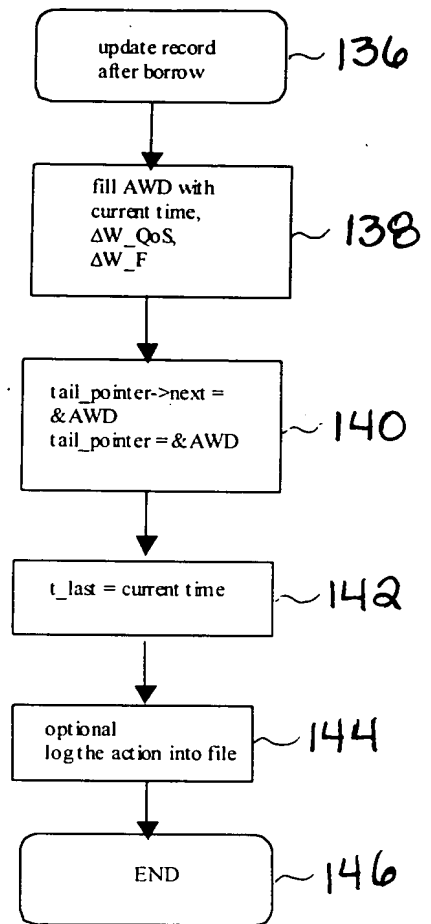 update record
after borrow
136
fill AWD with
current time,
ΔW_QoS,
ΔW_F
138
tail_pointer->next =
&AWD
tail_pointer = &AWD
140
t_last = current time
142
optional
log the action into file
144
END
146